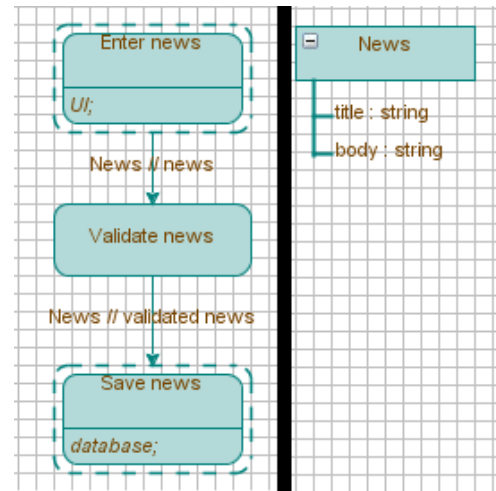 Enter news
UI;
News // news
Validate news
News // validated news
Save news
database;
News
title : string
body : string